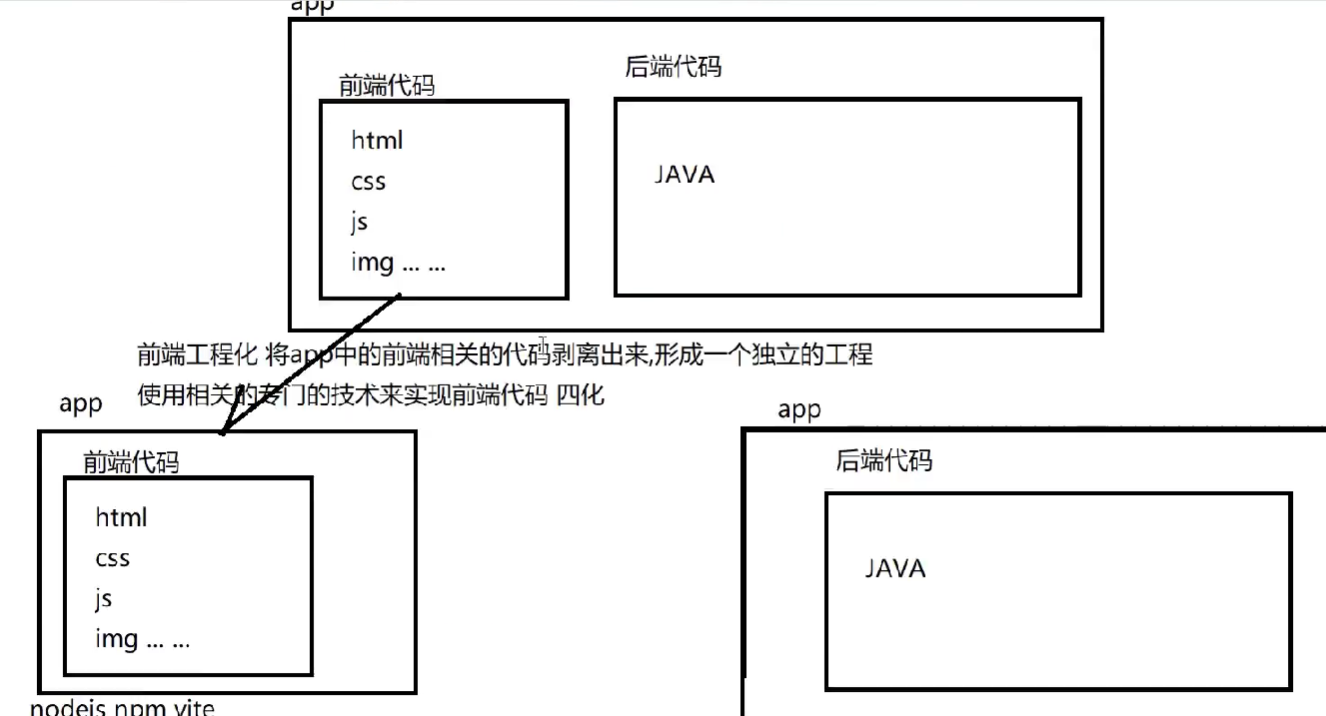 app
后端代码
前端代码
html
css
js
img ... ...
JAVA
前端工程化 将app中的前端相关的代码剥离出来,形成一个独立的工程
使用相关的专门的技术来实现前端代码 四化
app
前端代码
html
css
js
img ... ...
nodejs npm vite
app
后端代码
JAVA